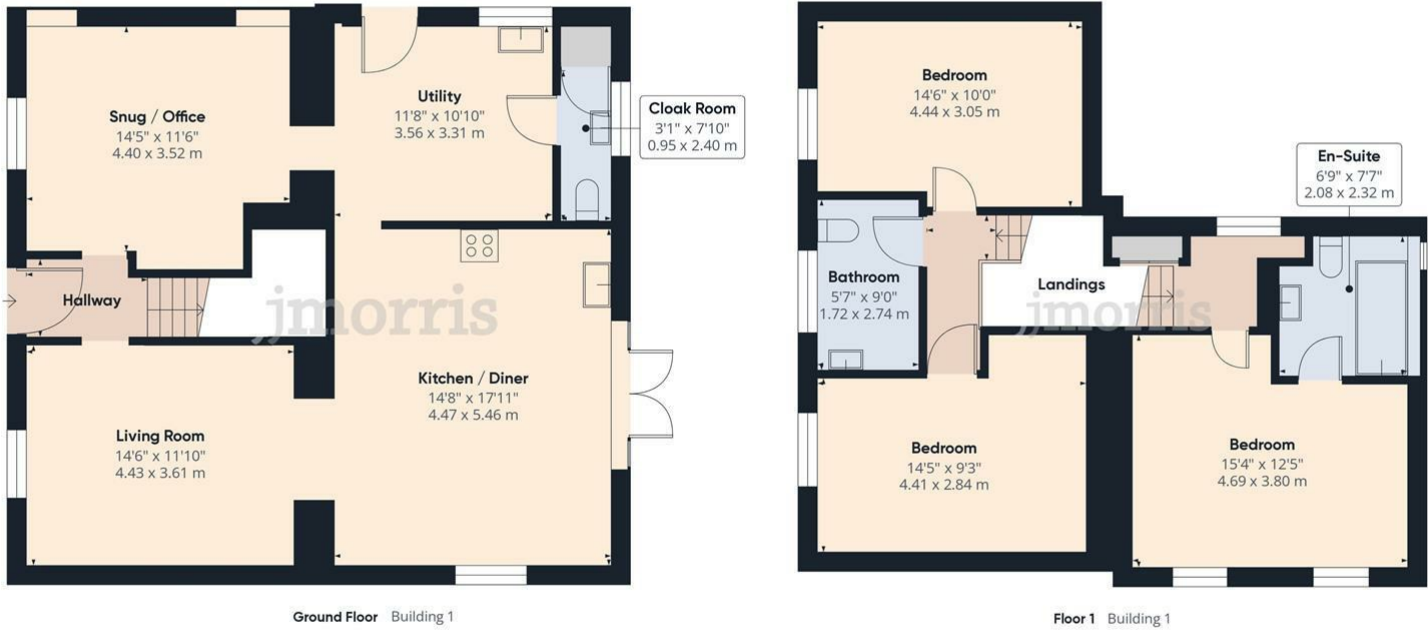 Snug / Office
14'5" x 11'6"
4.40 x 3.52 m
Utility
11'8" x 10'10"
3.56 x 3.31 m
Cloak Room
3'1" x 7'10"
0.95 x 2.40 m
Hallway
jjmorris
Kitchen / Diner
14'8" x 17'11"
4.47 x 5.46 m
Living Room
14'6" x 11'10"
4.43 x 3.61 m
Ground Floor Building 1
Bedroom
14'6" x 10'0"
4.44 x 3.05 m
En-Suite
6'9" x 7'7"
2.08 x 2.32 m
Bathroom
5'7" x 9'0"
1.72 x 2.74 m
Landings
jjmorris
Bedroom
14'5" x 9'3"
4.41 x 2.84 m
Bedroom
15'4" x 12'5"
4.69 x 3.80 m
Floor 1 Building 1